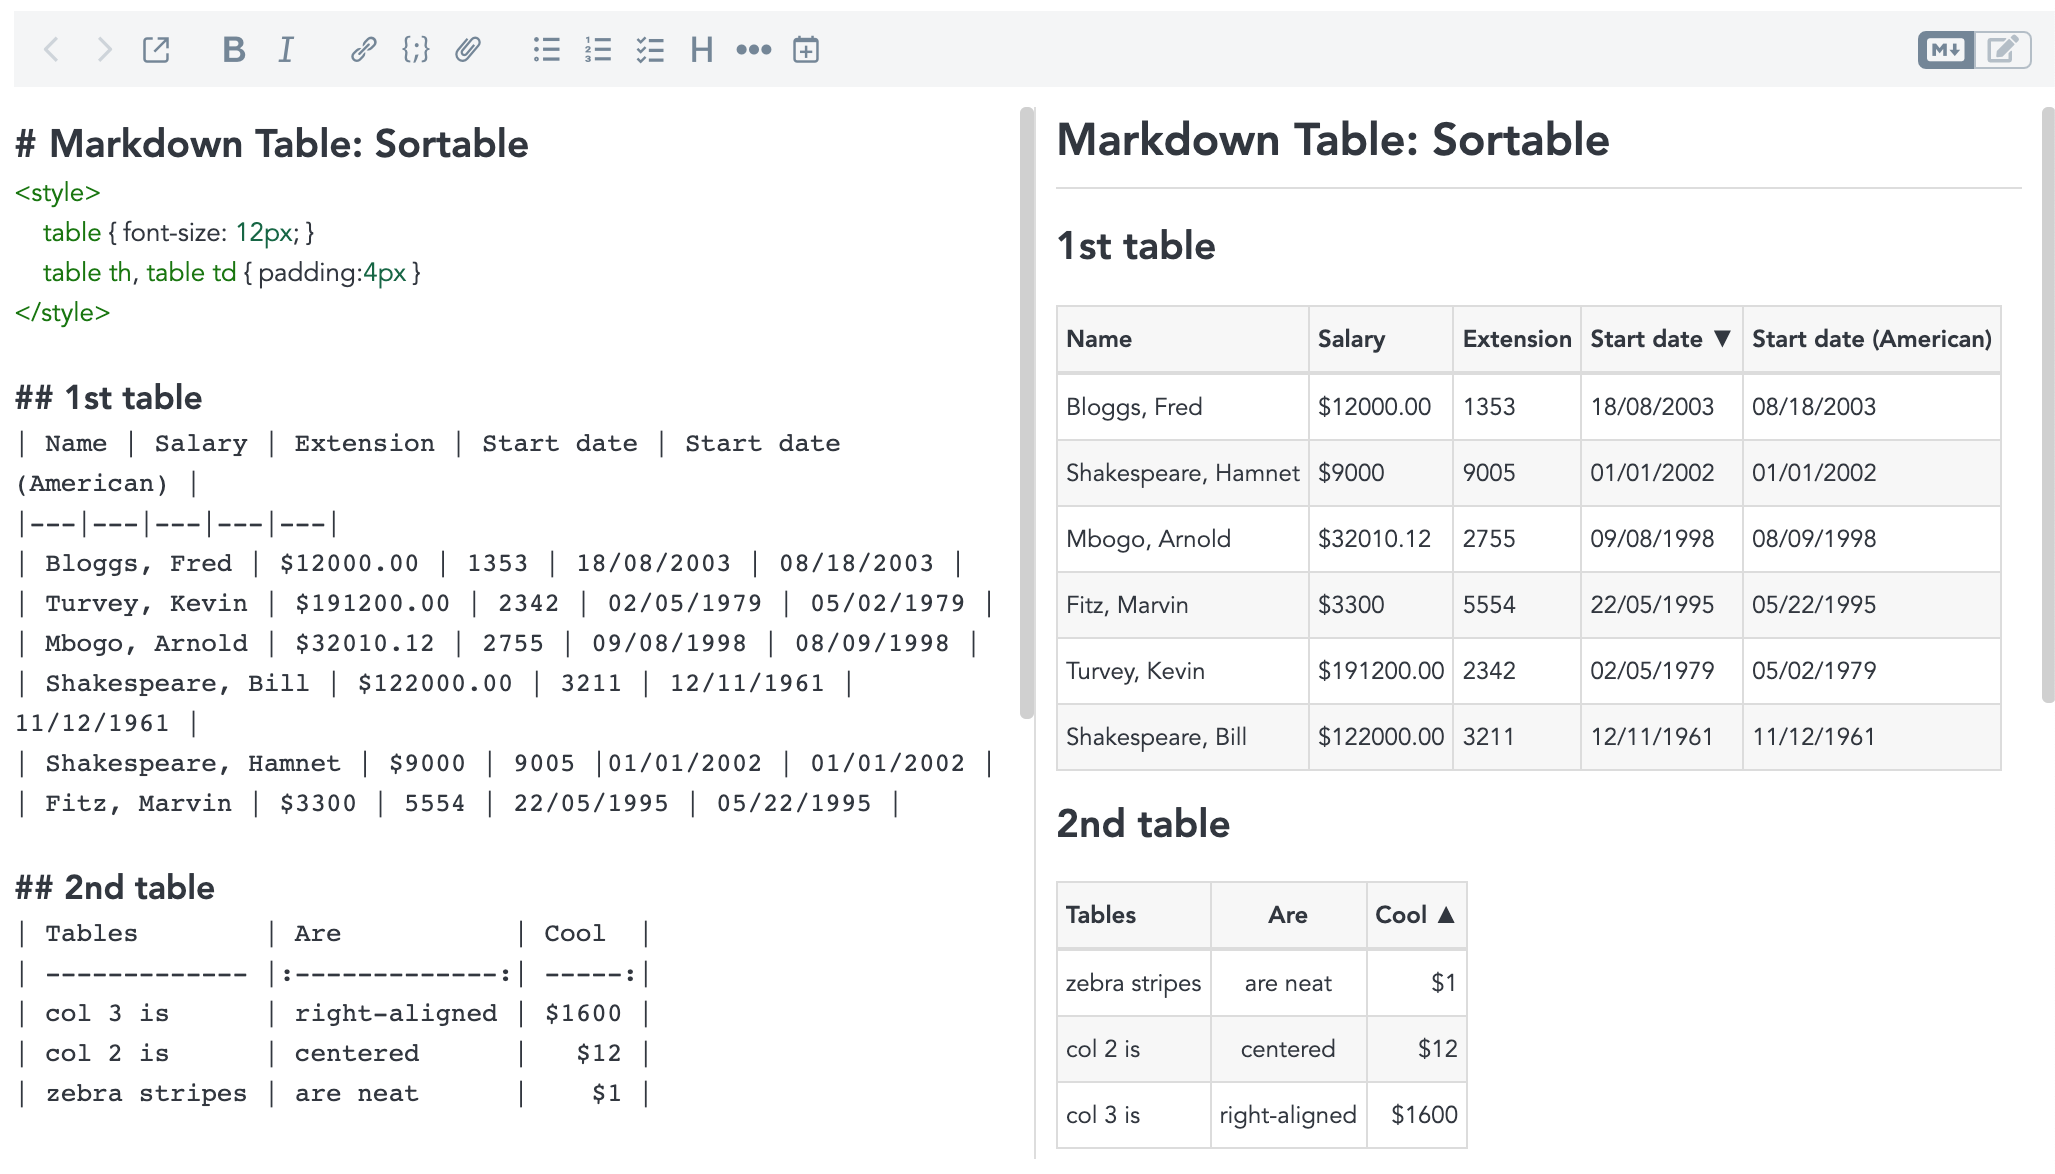 B I {;} H ••• M↓
# Markdown Table: Sortable
<style>
table { font-size: 12px; }
table th, table td { padding:4px }
</style>
## 1st table
| Name | Salary | Extension | Start date | Start date
(American) |
|---|---|---|---|---|
| Bloggs, Fred | $12000.00 | 1353 | 18/08/2003 | 08/18/2003 |
| Turvey, Kevin | $191200.00 | 2342 | 02/05/1979 | 05/02/1979 |
| Mbogo, Arnold | $32010.12 | 2755 | 09/08/1998 | 08/09/1998 |
| Shakespeare, Bill | $122000.00 | 3211 | 12/11/1961 |
11/12/1961 |
| Shakespeare, Hamnet | $9000 | 9005 |01/01/2002 | 01/01/2002 |
| Fitz, Marvin | $3300 | 5554 | 22/05/1995 | 05/22/1995 |
## 2nd table
| Tables        | Are           | Cool  |
| ------------- |:-------------:| -----:|
| col 3 is      | right-aligned | $1600 |
| col 2 is      | centered      |   $12 |
| zebra stripes | are neat      |    $1 |
Markdown Table: Sortable
1st table
Name Salary Extension Start date ▼ Start date (American)
Bloggs, Fred $12000.00 1353 18/08/2003 08/18/2003
Shakespeare, Hamnet $9000 9005 01/01/2002 01/01/2002
Mbogo, Arnold $32010.12 2755 09/08/1998 08/09/1998
Fitz, Marvin $3300 5554 22/05/1995 05/22/1995
Turvey, Kevin $191200.00 2342 02/05/1979 05/02/1979
Shakespeare, Bill $122000.00 3211 12/11/1961 11/12/1961
2nd table
Tables Are Cool ▲
zebra stripes are neat $1
col 2 is centered $12
col 3 is right-aligned $1600